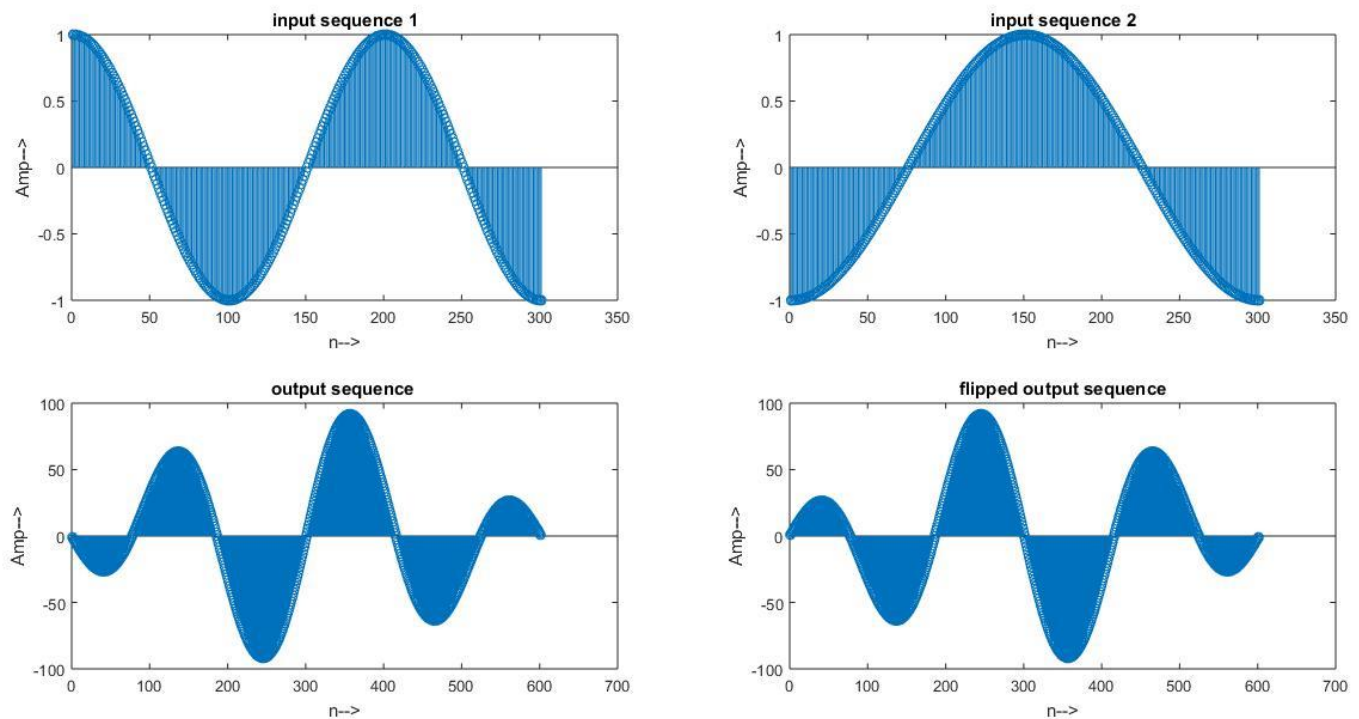 input sequence 1
1
0.5
0
-0.5
-1
Amp-->
0 50 100 150 200 250 300 350
n-->
input sequence 2
1
0.5
0
-0.5
-1
Amp-->
0 50 100 150 200 250 300 350
n-->
output sequence
100
50
0
-50
-100
Amp-->
0 100 200 300 400 500 600 700
n-->
flipped output sequence
100
50
0
-50
-100
Amp-->
0 100 200 300 400 500 600 700
n-->